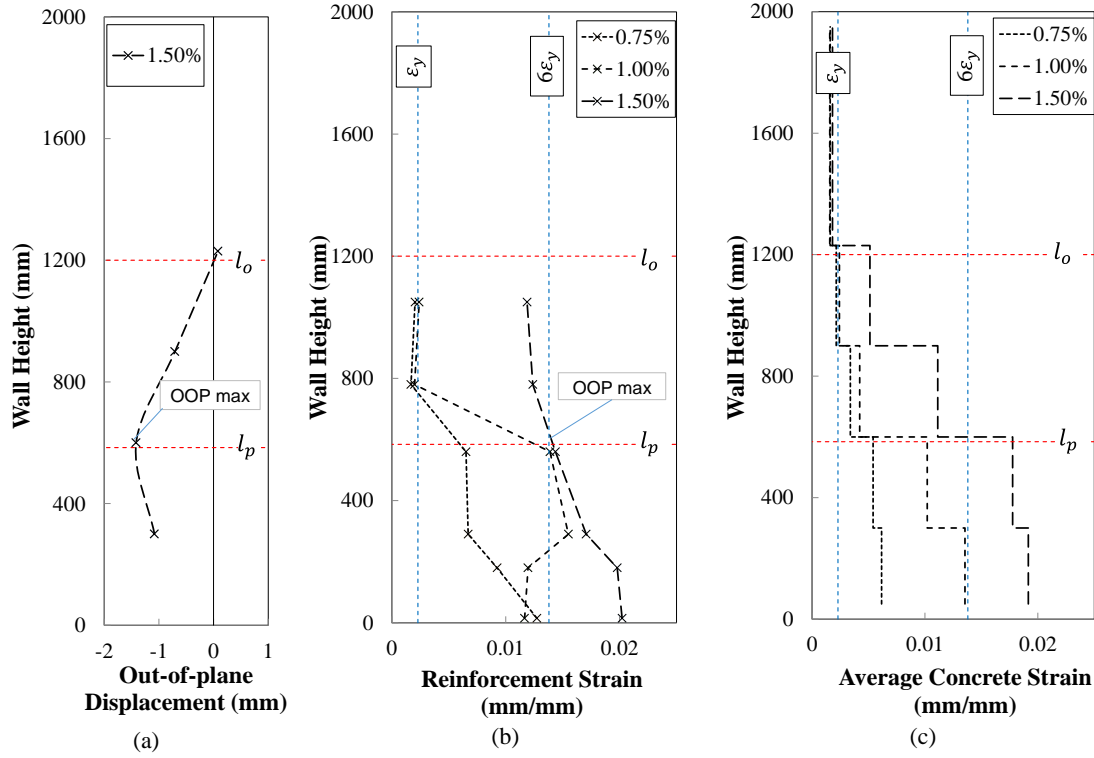 2000
1600
1200
800
400
0
Wall Height (mm)
1.50%
l_o
OOP max
l_p
-2 -1 0 1 2
Out-of-plane
Displacement (mm)
(a)
2000
1600
1200
800
400
0
Wall Height (mm)
ε_y
6ε_y
0.75%
1.00%
1.50%
l_o
OOP max
l_p
0 0.01 0.02
Reinforcement Strain
(mm/mm)
(b)
2000
1600
1200
800
400
0
Wall Height (mm)
ε_y
6ε_y
0.75%
1.00%
1.50%
l_o
l_p
0 0.01 0.02
Average Concrete Strain
(mm/mm)
(c)